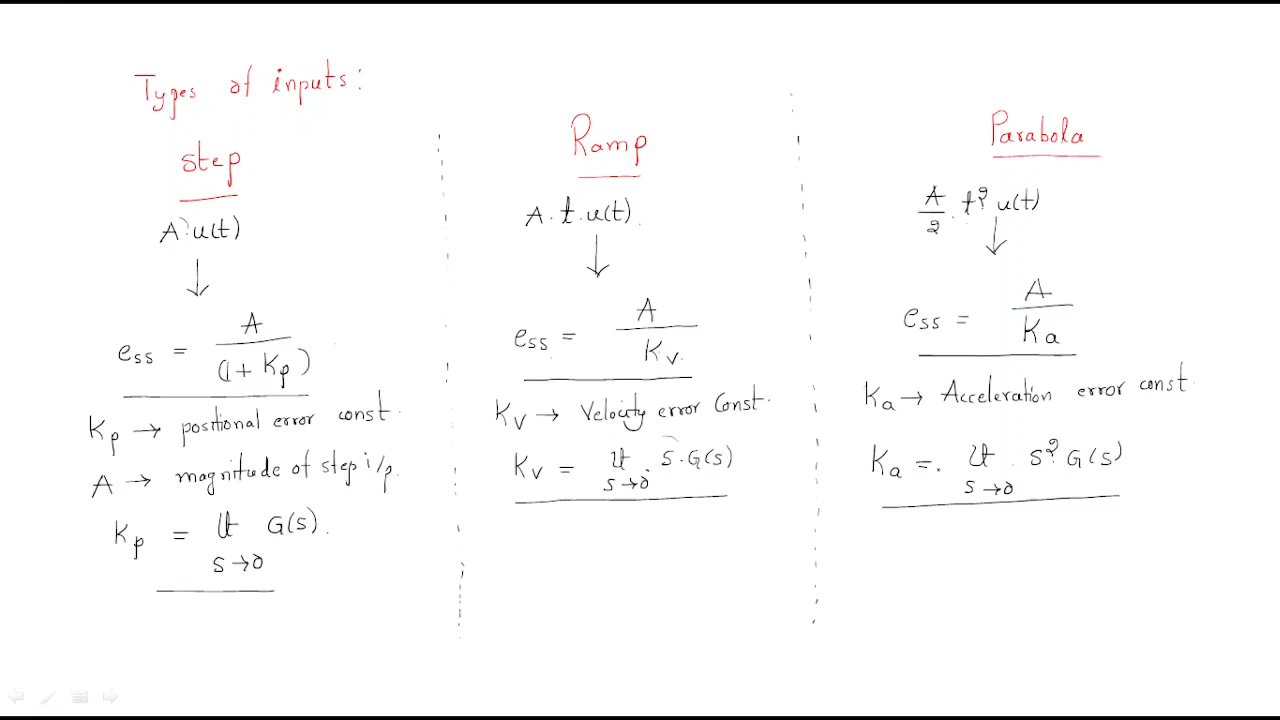 Types of inputs:
Step
A. u(t)
↓
ess = A / (1 + Kp)
Kp → positional error const.
A → magnitude of step i/p.
Kp = lt s→0 G(s).
Ramp
A. t. u(t).
↓
ess = A / Kv
Kv → Velocity error Const.
Kv = lt s→0 . s. G(s)
Parabola
A/2 . t². u(t)
↓
ess = A / Ka
Ka → Acceleration error const.
Ka = lt s→0 . s². G(s)